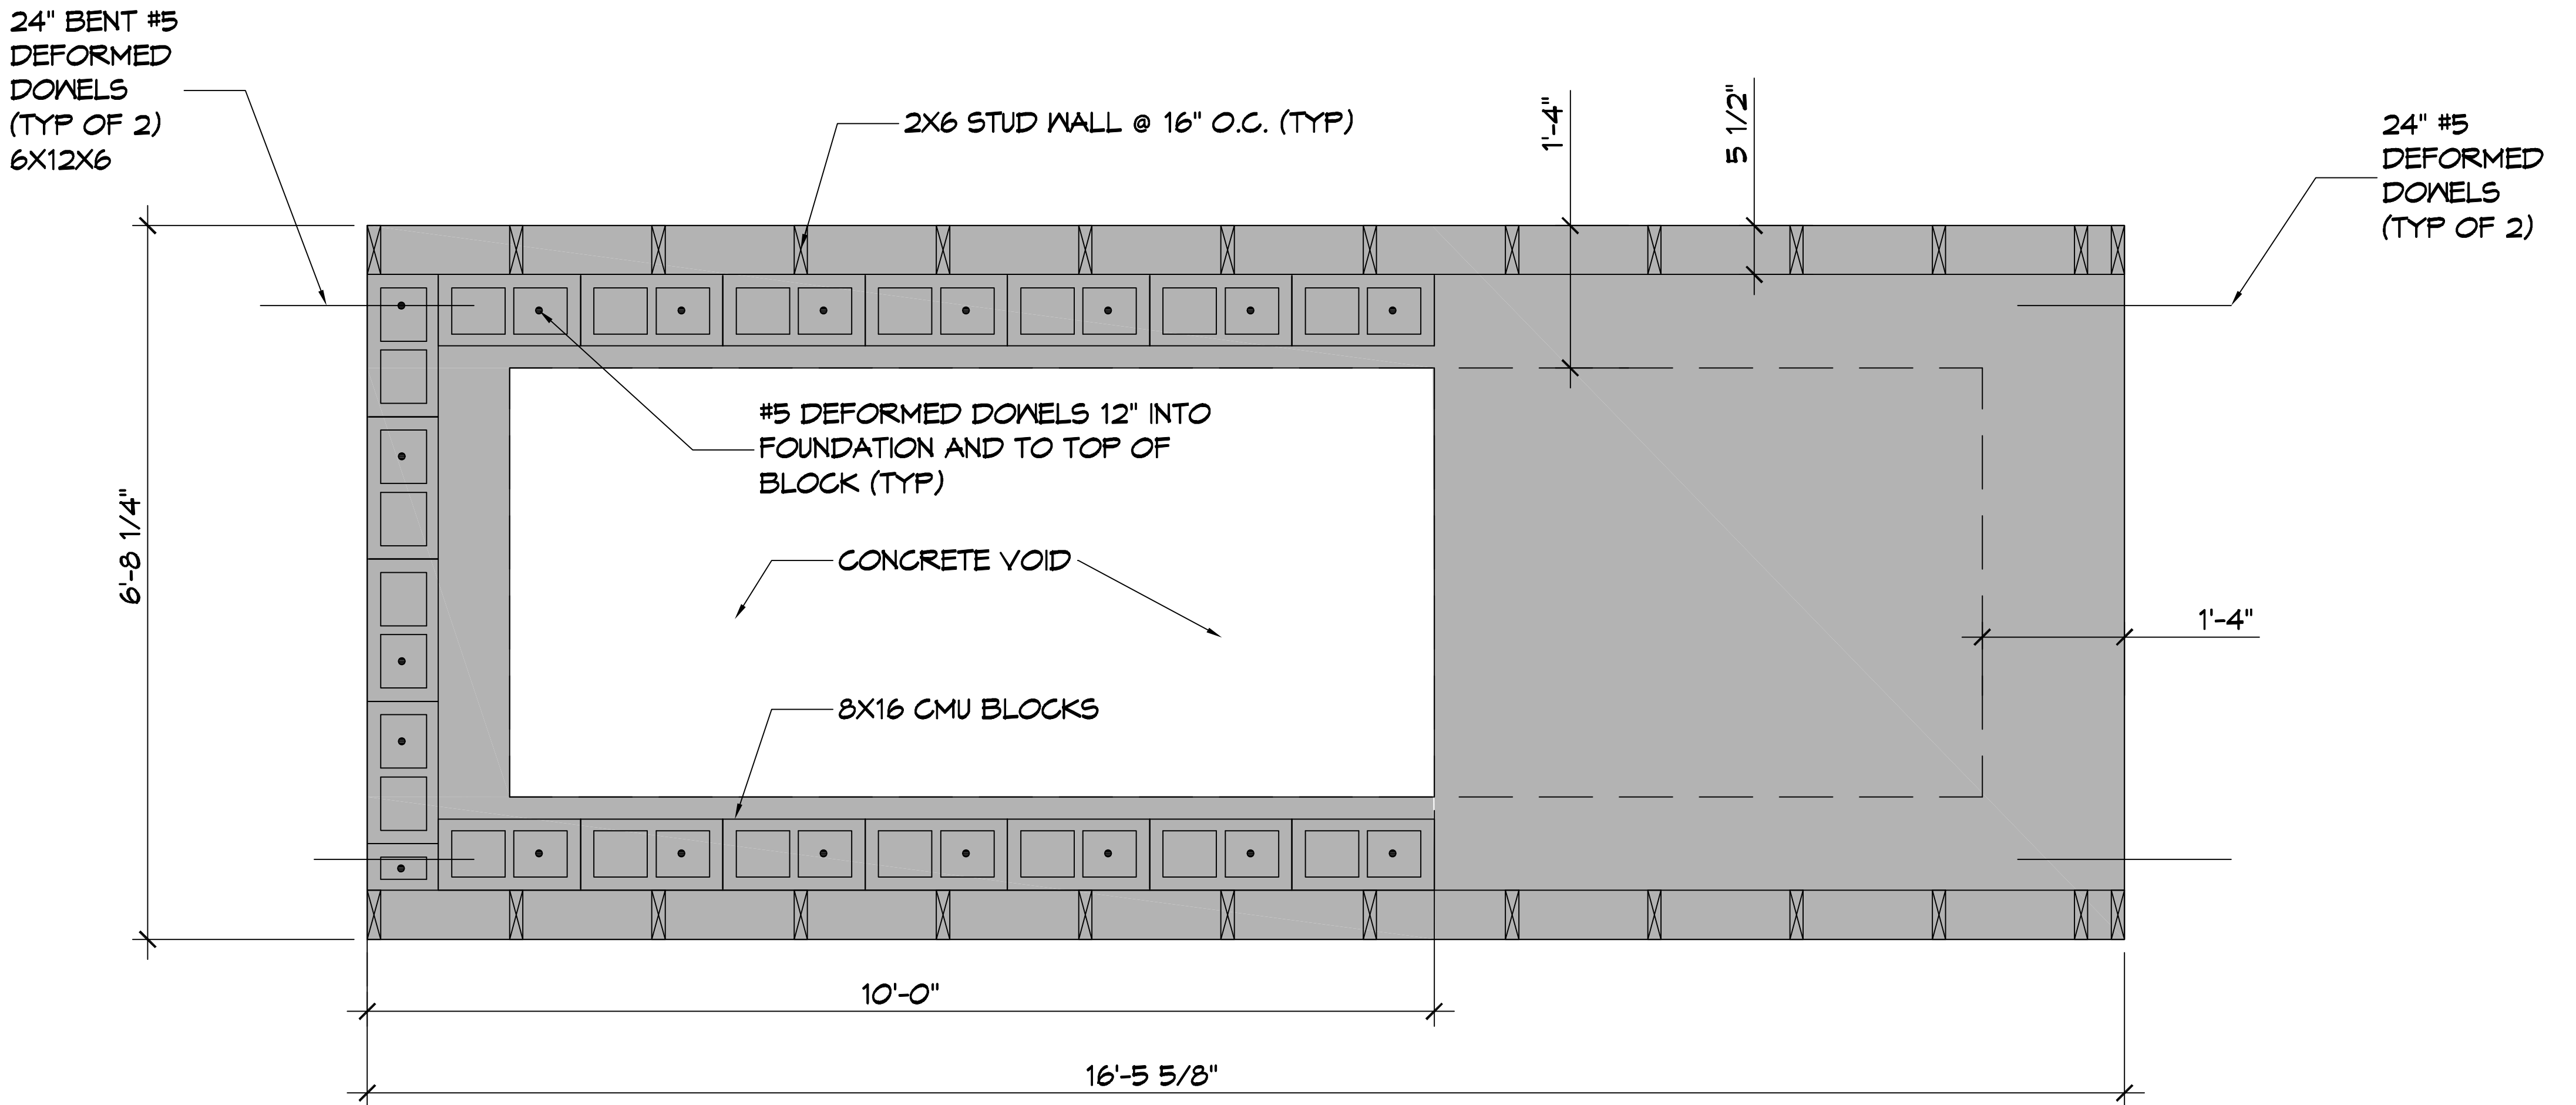 24" BENT #5
DEFORMED
DOWELS
(TYP OF 2)
6X12X6
2X6 STUD WALL @ 16" O.C. (TYP)
1'-4"
5 1/2"
24" #5
DEFORMED
DOWELS
(TYP OF 2)
#5 DEFORMED DOWELS 12" INTO
FOUNDATION AND TO TOP OF
BLOCK (TYP)
6'-8 1/4"
CONCRETE VOID
1'-4"
8X16 CMU BLOCKS
10'-0"
16'-5 5/8"